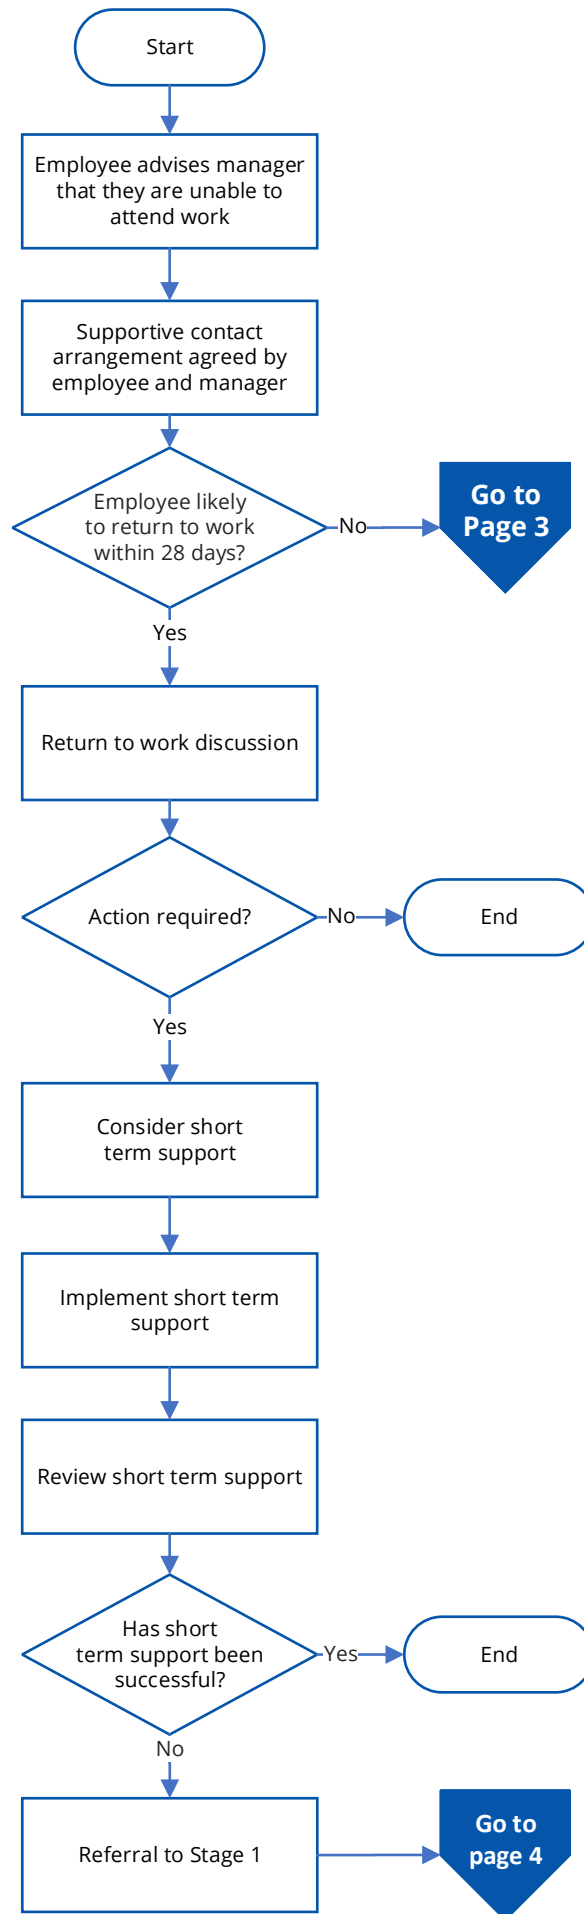 Start
Employee advises manager
that they are unable to
attend work
Supportive contact
arrangement agreed by
employee and manager
Employee likely
to return to work
within 28 days?
No
Go to
Page 3
Yes
Return to work discussion
Action required?
No
End
Yes
Consider short
term support
Implement short term
support
Review short term support
Has short
term support been
successful?
Yes
End
No
Referral to Stage 1
Go to
page 4